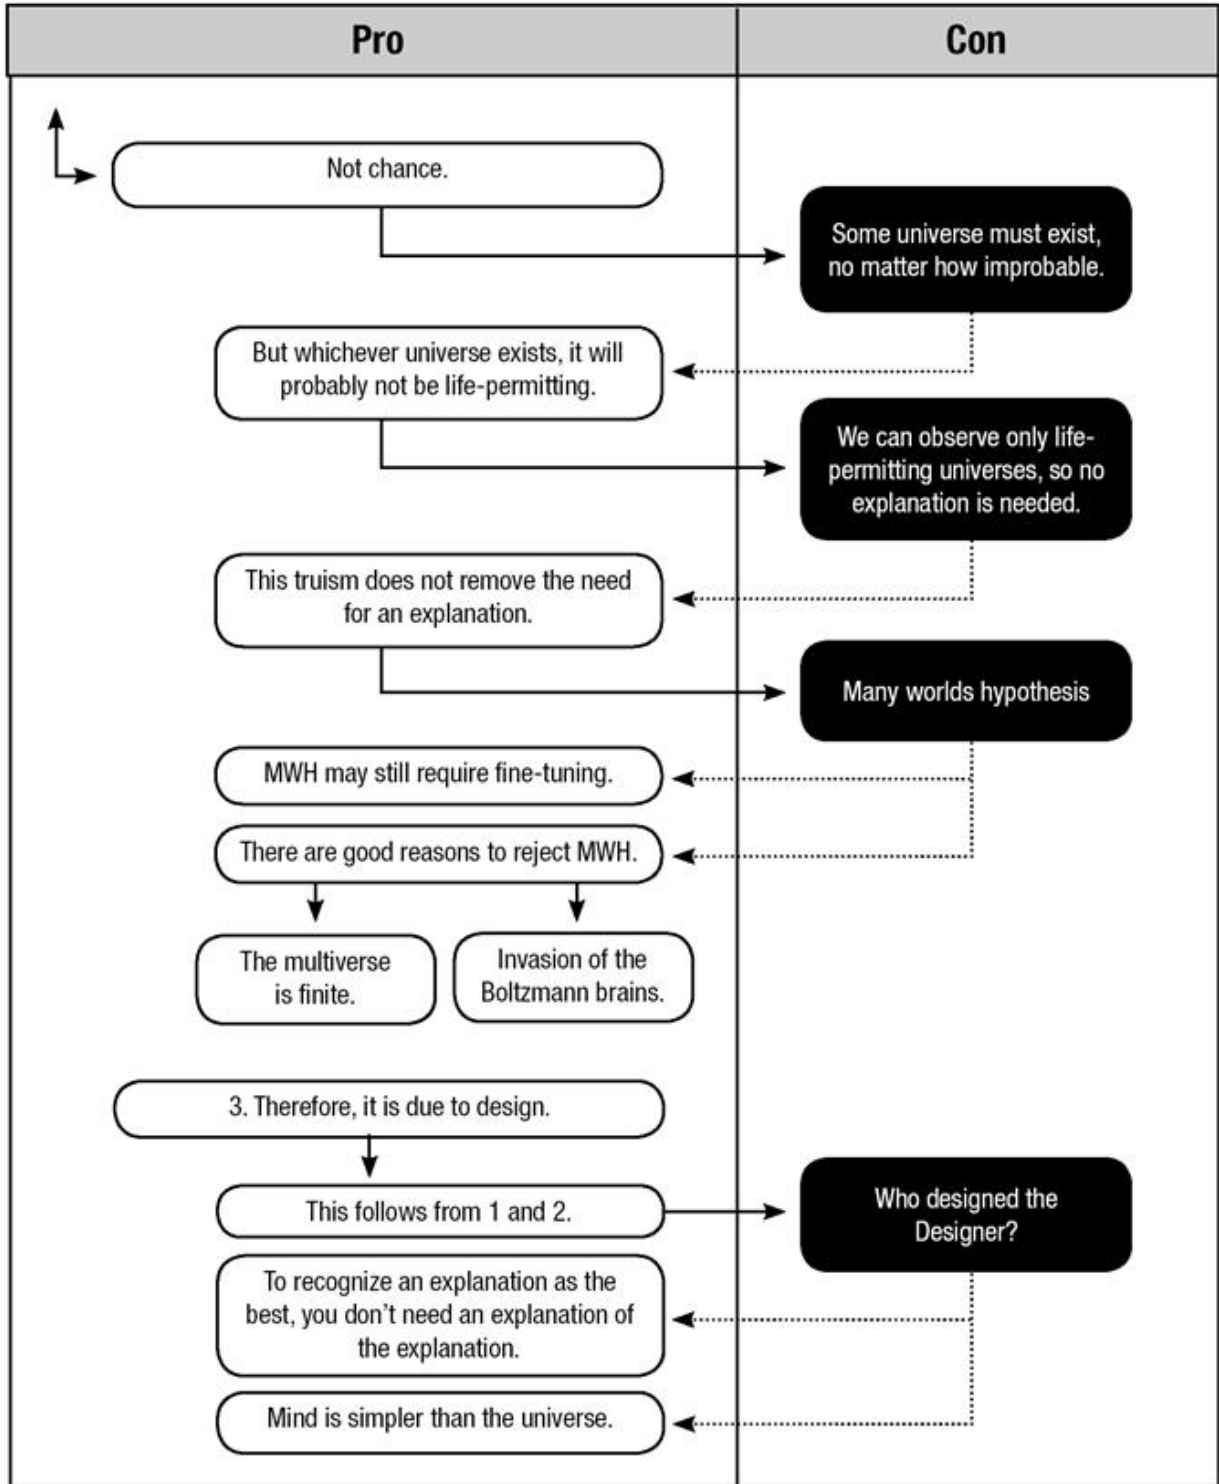 Pro
Con
Not chance.
Some universe must exist,
no matter how improbable.
But whichever universe exists, it will
probably not be life-permitting.
We can observe only life-
permitting universes, so no
explanation is needed.
This truism does not remove the need
for an explanation.
Many worlds hypothesis
MWH may still require fine-tuning.
There are good reasons to reject MWH.
The multiverse
is finite.
Invasion of the
Boltzmann brains.
3. Therefore, it is due to design.
This follows from 1 and 2.
Who designed the
Designer?
To recognize an explanation as the
best, you don’t need an explanation of
the explanation.
Mind is simpler than the universe.